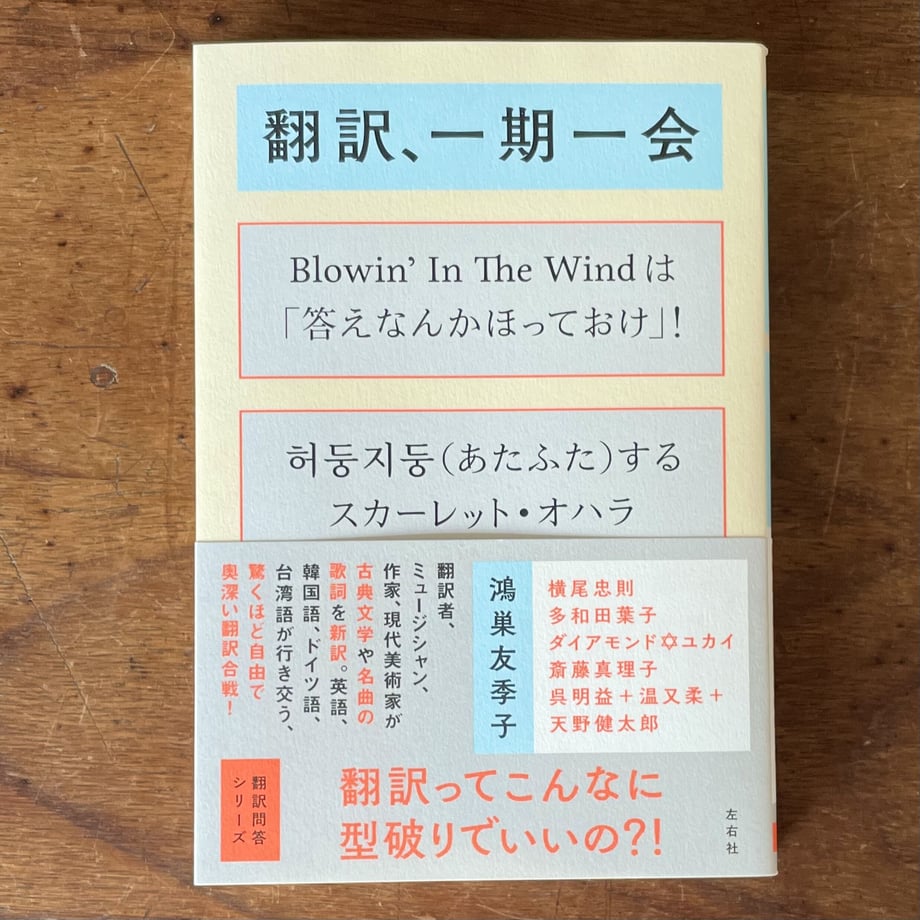 翻訳、一期一会
Blowin’ In The Windは
「答えなんかほっておけ」!
허둥지둥(あたふた)する
スカーレット・オハラ
鴻巣友季子
横尾忠則
多和田葉子
ダイアモンド✡ユカイ
斎藤真理子
呉明益+温又柔+
天野健太郎
翻訳者、
ミュージシャン、
作家、現代美術家が
古典文学や名曲の
歌詞を新訳。英語、
韓国語、ドイツ語、
台湾語が行き交う、
驚くほど自由で
奥深い翻訳合戦!
翻訳ってこんなに
型破りでいいの?!
翻訳問答
シリーズ
左右社